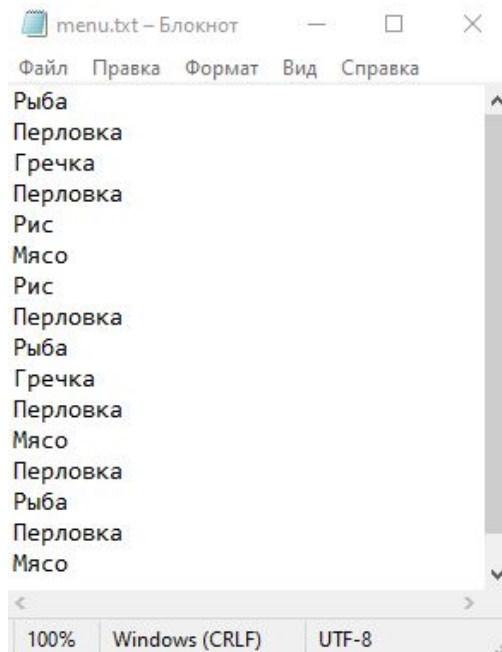 menu.txt – Блокнот
Файл Правка Формат Вид Справка
Рыба
Перловка
Гречка
Перловка
Рис
Мясо
Рис
Перловка
Рыба
Гречка
Перловка
Мясо
Перловка
Рыба
Перловка
Мясо
100% Windows (CRLF) UTF-8